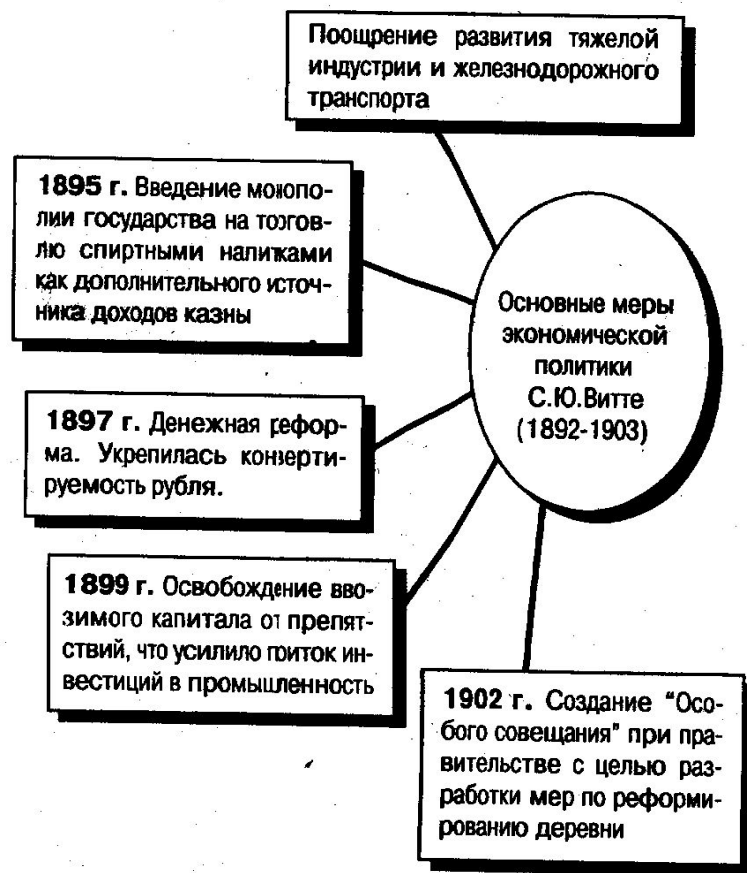 Поощрение развития тяжелой
индустрии и железнодорожного
транспорта
1895 г. Введение монопо-
лии государства на торгов-
лю спиртными напитками
как дополнительного источ-
ника доходов казны
Основные меры
экономической
политики
С.Ю.Витте
(1892-1903)
1897 г. Денежная рефор-
ма. Укрепилась конверти-
руемость рубля.
1899 г. Освобождение вво-
зимого капитала от препят-
ствий, что усилило приток ин-
вестиций в промышленность
1902 г. Создание "Осо-
бого совещания" при пра-
вительстве с целью раз-
работки мер по реформи-
рованию деревни